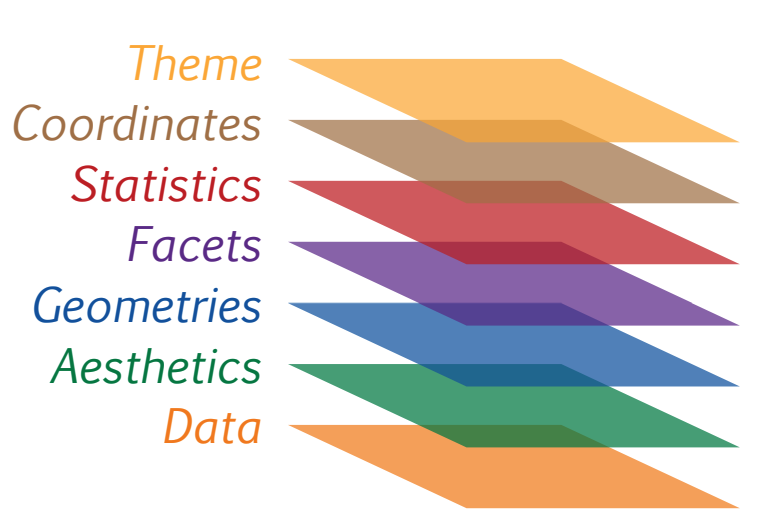 Theme
Coordinates
Statistics
Facets
Geometries
Aesthetics
Data